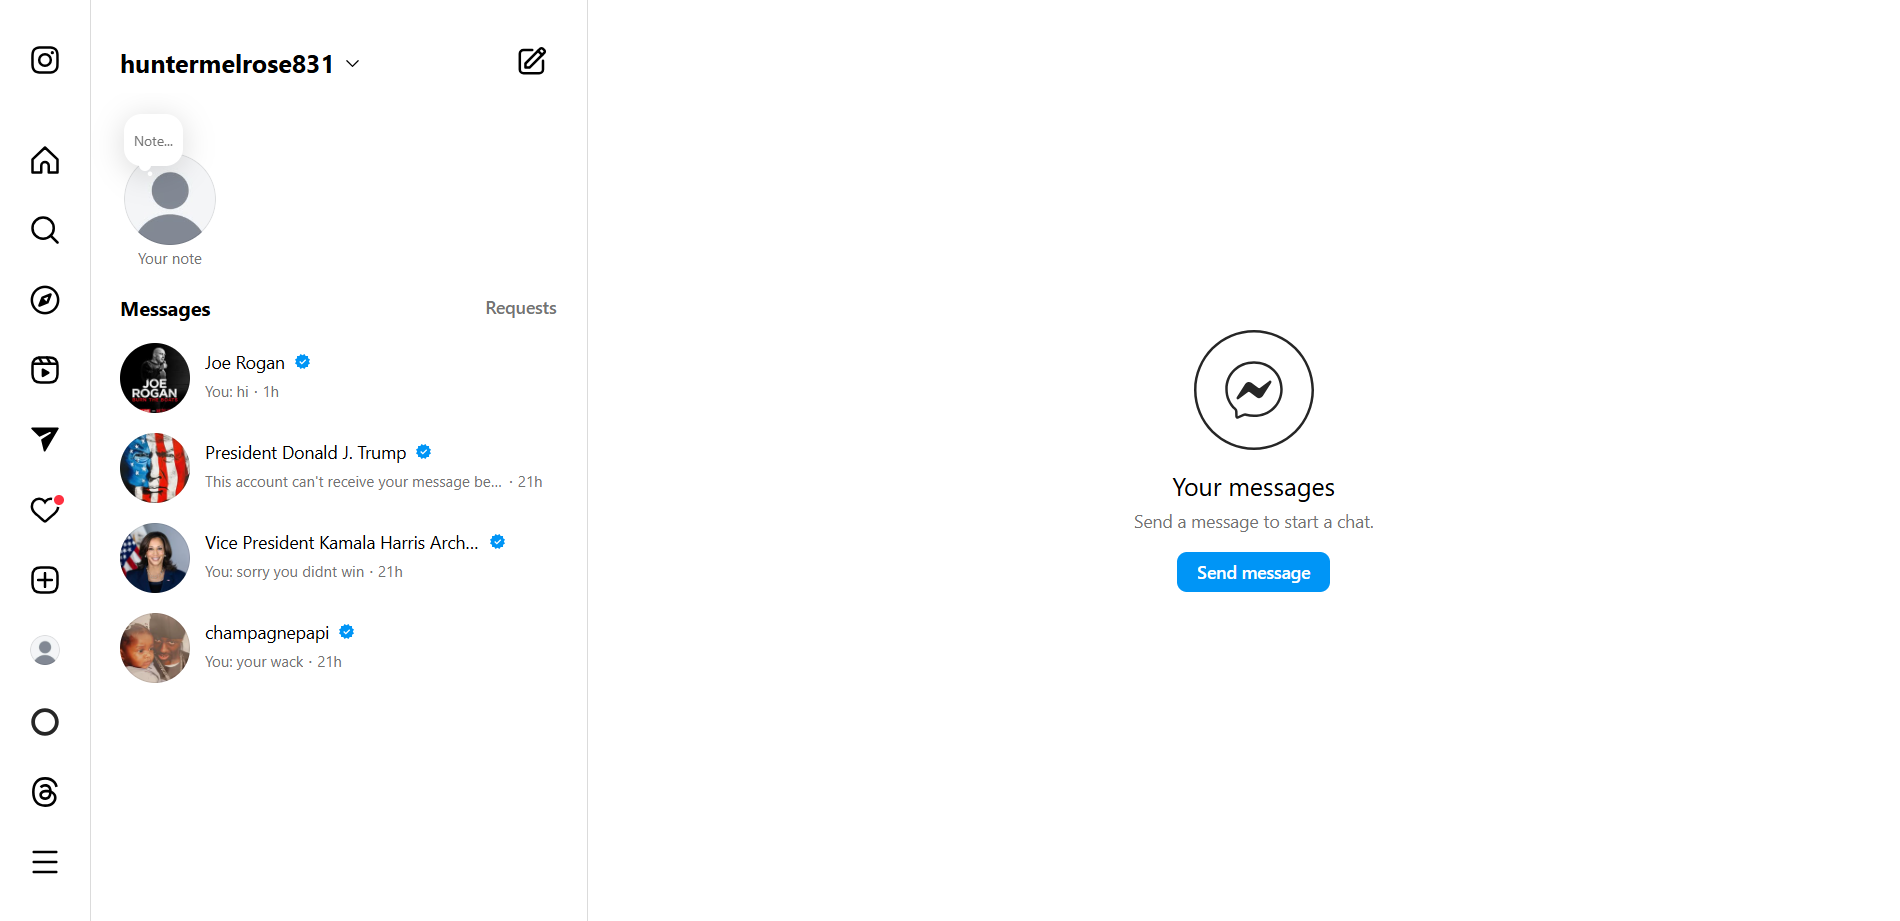 huntermelrose831
Note...
Your note
Messages
Requests
JOE
ROGAN
Joe Rogan
You: hi · 1h
President Donald J. Trump
This account can't receive your message be... · 21h
Vice President Kamala Harris Arch...
You: sorry you didnt win · 21h
champagnepapi
You: your wack · 21h
Your messages
Send a message to start a chat.
Send message